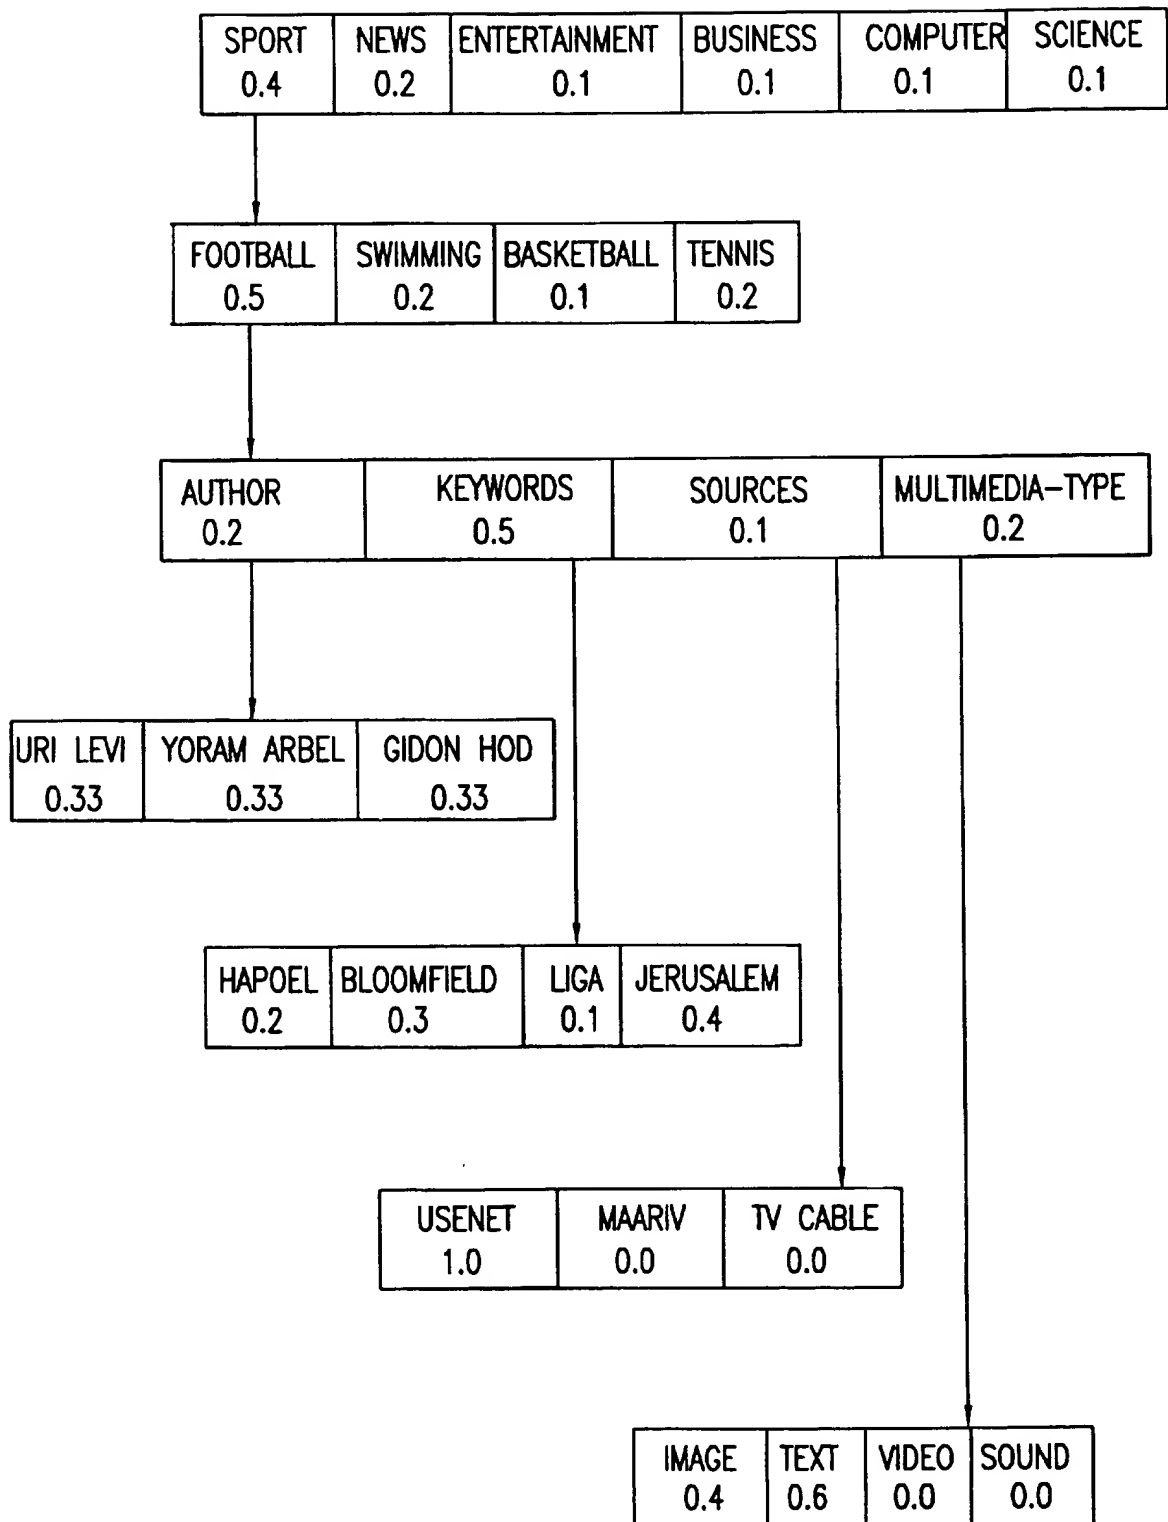 SPORT NEWS ENTERTAINMENT BUSINESS COMPUTER SCIENCE
0.4 0.2 0.1 0.1 0.1 0.1
FOOTBALL SWIMMING BASKETBALL TENNIS
0.5 0.2 0.1 0.2
AUTHOR KEYWORDS SOURCES MULTIMEDIA-TYPE
0.2 0.5 0.1 0.2
URI LEVI YORAM ARBEL GIDON HOD
0.33 0.33 0.33
HAPOEL BLOOMFIELD LIGA JERUSALEM
0.2 0.3 0.1 0.4
USENET MAARIV TV CABLE
1.0 0.0 0.0
IMAGE TEXT VIDEO SOUND
0.4 0.6 0.0 0.0